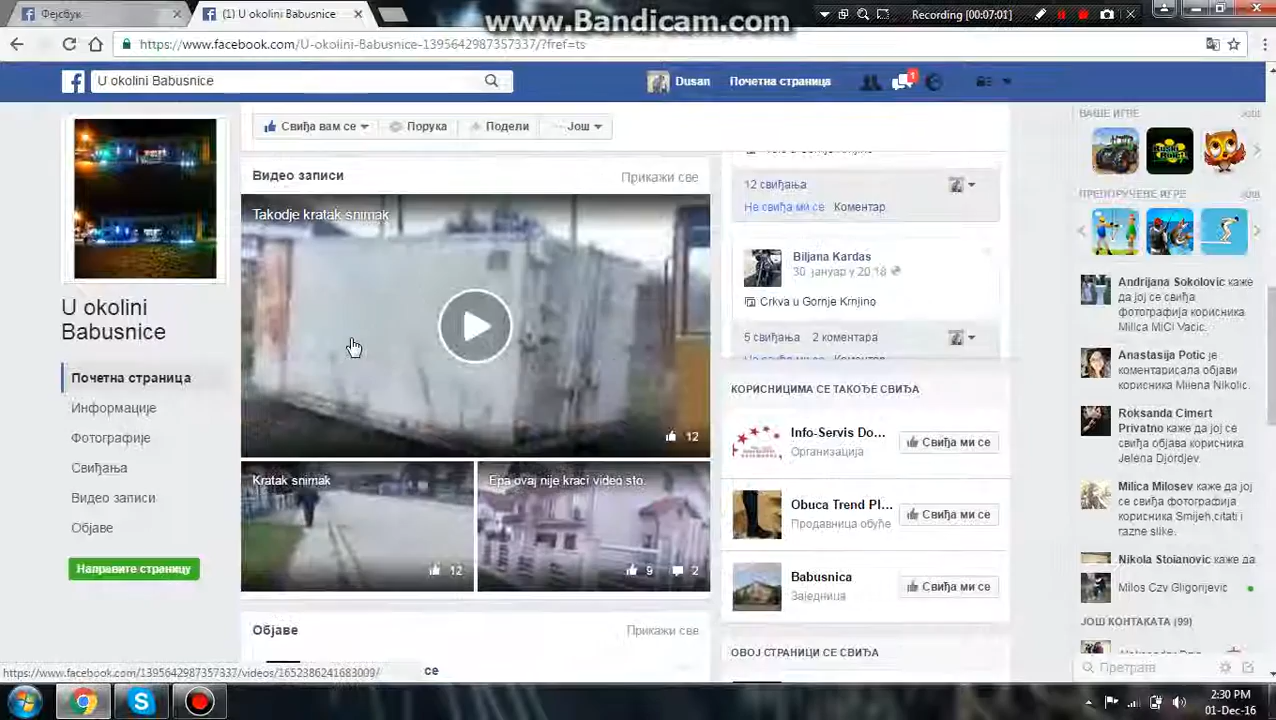 www.Bandicam.com
Фејсбук
(1) U okolini Babusnice
Recording [00:07:01]
https://www.facebook.com/U-okolini-Babusnice-1395642987357337/?fref=ts
U okolini Babusnice
Dusan
Почетна страница
1
Свиђа вам се
Порука
Подели
Још
Видео записи
Прикажи све
Takodje kratak snimak
12
Kratak snimak
12
Epa ovaj nije kraci video sto.
9
2
Објаве
Прикажи све
се
U okolini
Babusnice
Почетна страница
Информације
Фотографије
Свиђања
Видео записи
Објаве
Направите страницу
12 свиђања
Не свиђа ми се Коментар
Biljana Kardas
30. јануар у 20:18
Crkva u Gornje Krnjino
5 свиђања 2 коментара
КОРИСНИЦИМА СЕ ТАКОЂЕ СВИЂА
Info-Servis Do...
Организација
Свиђа ми се
Obuca Trend Pl...
Продавница обуће
Свиђа ми се
Babusnica
Заједница
Свиђа ми се
ОВОЈ СТРАНИЦИ СЕ СВИЂА
ВАШЕ ИГРЕ
ПРЕПОРУЧЕНЕ ИГРЕ
Andrijana Sokolovic каже
да јој се свиђа
фотографија корисника
Milica MiCi Vacic.
Anastasija Potic је
коментарисала објави
корисника Milena Nikolic.
Roksanda Cimert
Privatno каже да јој се
свиђа објава корисника
Jelena Djordjev.
Milica Milosev каже да јој
се свиђа фотографија
корисника Smijeh,citati i
razne slike.
Nikola Stojanovic каже да
Milos Czy Gligorijevic
ЈОШ КОНТАКАТА (99)
Претражи
https://www.facebook.com/1395642987357337/videos/1652386241683009/
2:30 PM
01-Dec-16